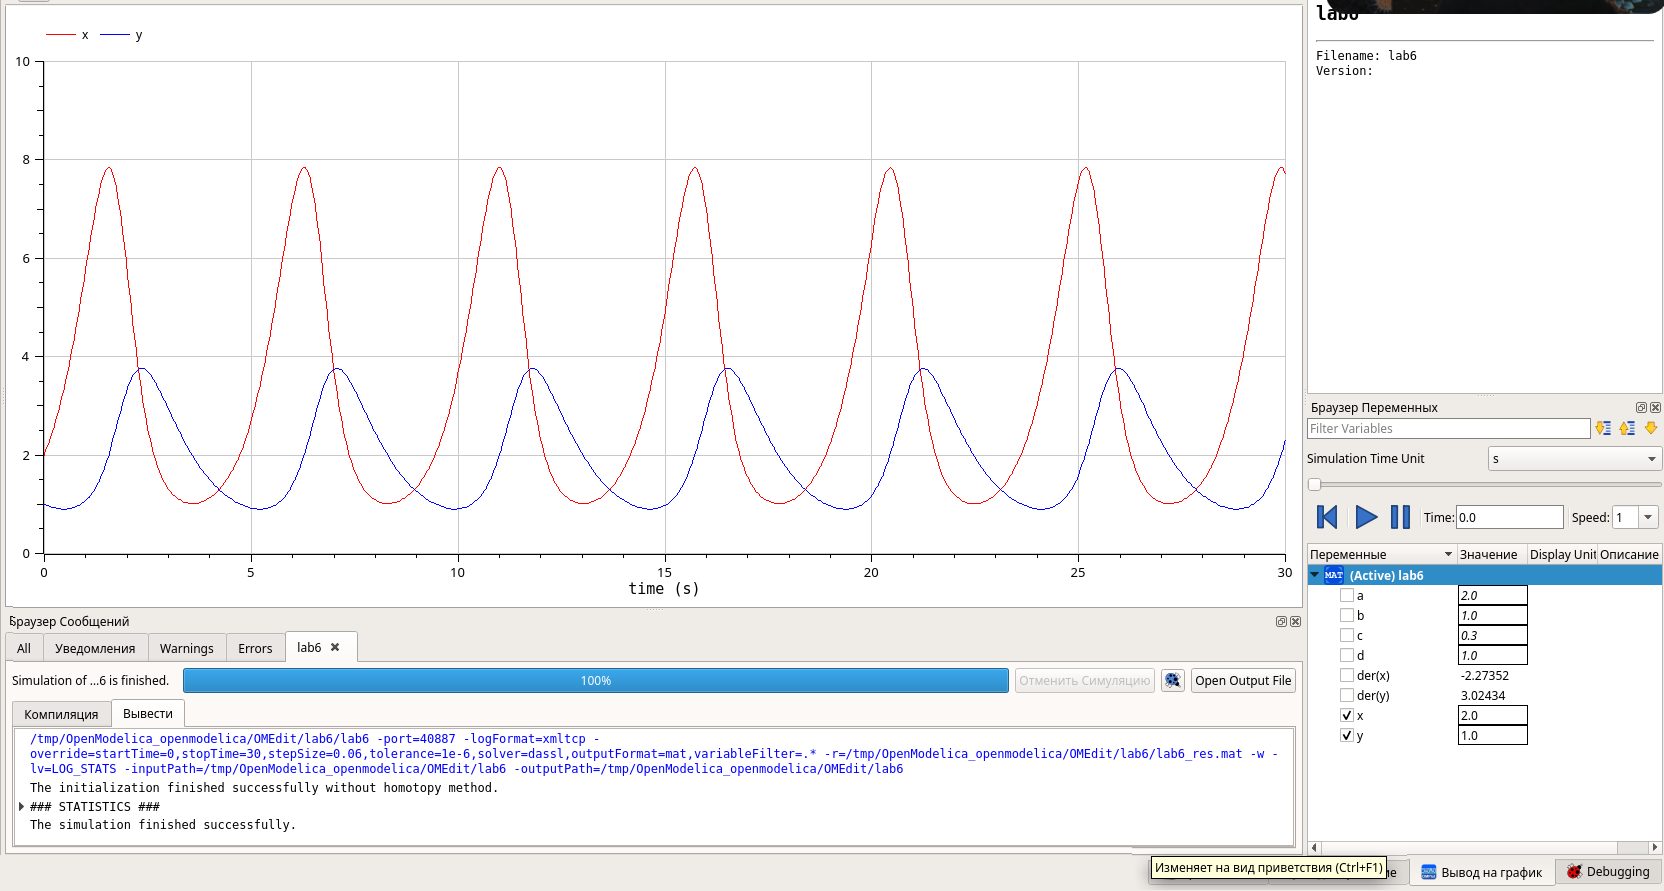 x y
10
8
6
4
2
0
0 5 10 15 20 25 30
time (s)
lab6
Filename: lab6
Version:
Браузер Переменных
Filter Variables
Simulation Time Unit s
Time: 0.0 Speed: 1
Переменные Значение Display Unit Описание
MAT (Active) lab6
a 2.0
b 1.0
c 0.3
d 1.0
der(x) -2.27352
der(y) 3.02434
x 2.0
y 1.0
Браузер Сообщений
All Уведомления Warnings Errors lab6
Simulation of ...6 is finished. 100% Отменить Симуляцию Open Output File
Компиляция Вывести
/tmp/OpenModelica_openmodelica/OMEdit/lab6/lab6 -port=40887 -logFormat=xmltcp -
override=startTime=0,stopTime=30,stepSize=0.06,tolerance=1e-6,solver=dassl,outputFormat=mat,variableFilter=.* -r=/tmp/OpenModelica_openmodelica/OMEdit/lab6/lab6_res.mat -w -
lv=LOG_STATS -inputPath=/tmp/OpenModelica_openmodelica/OMEdit/lab6 -outputPath=/tmp/OpenModelica_openmodelica/OMEdit/lab6
The initialization finished successfully without homotopy method.
### STATISTICS ###
The simulation finished successfully.
Изменяет на вид приветствия (Ctrl+F1)
Вывод на график Debugging